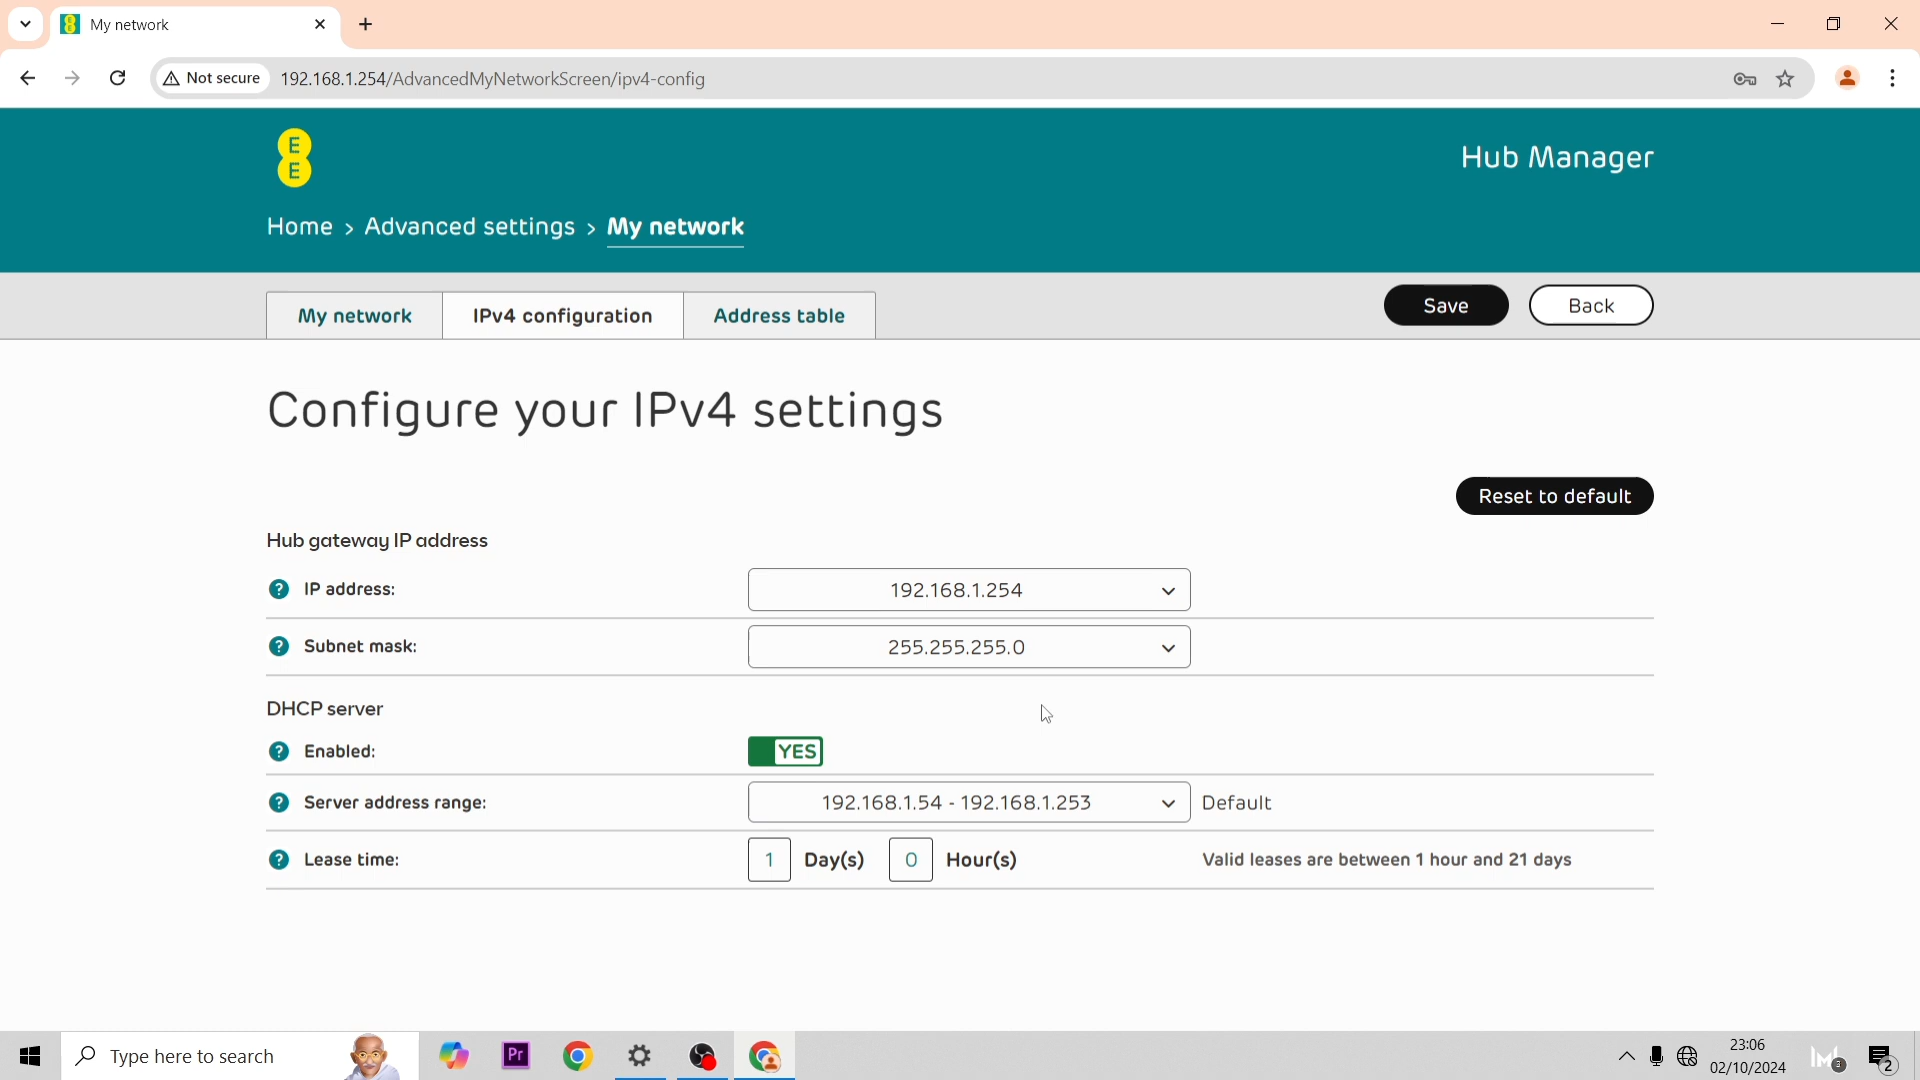 My network
Not secure
192.168.1.254/AdvancedMyNetworkScreen/ipv4-config
E
E
Hub Manager
Home > Advanced settings > My network
My network
IPv4 configuration
Address table
Save
Back
Configure your IPv4 settings
Reset to default
Hub gateway IP address
? IP address:
192.168.1.254
? Subnet mask:
255.255.255.0
DHCP server
? Enabled:
YES
? Server address range:
192.168.1.54 - 192.168.1.253
Default
? Lease time:
1 Day(s) 0 Hour(s)
Valid leases are between 1 hour and 21 days
Type here to search
Pr
23:06
02/10/2024
3
2